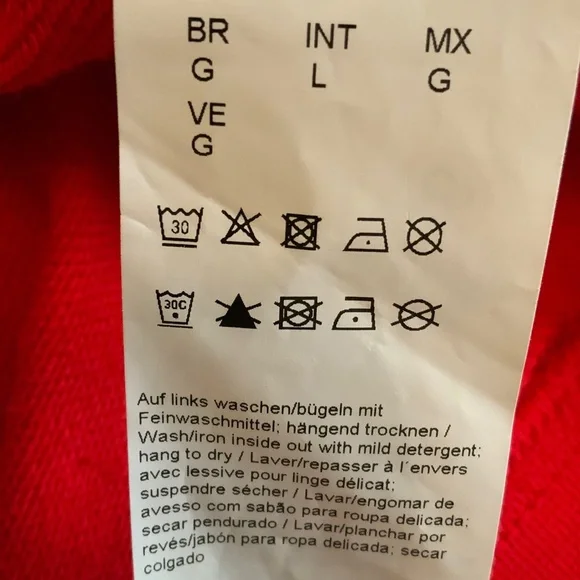 BR INT MX
G L G
VE
G
30
30C
Auf links waschen/bügeln mit
Feinwaschmittel; hängend trocknen /
Wash/iron inside out with mild detergent;
hang to dry / Laver/repasser à l´envers
avec lessive pour linge délicat;
suspendre sécher / Lavar/engomar de
avesso com sabão para roupa delicada;
secar pendurado / Lavar/planchar por
revés/jabón para ropa delicada; secar
colgado